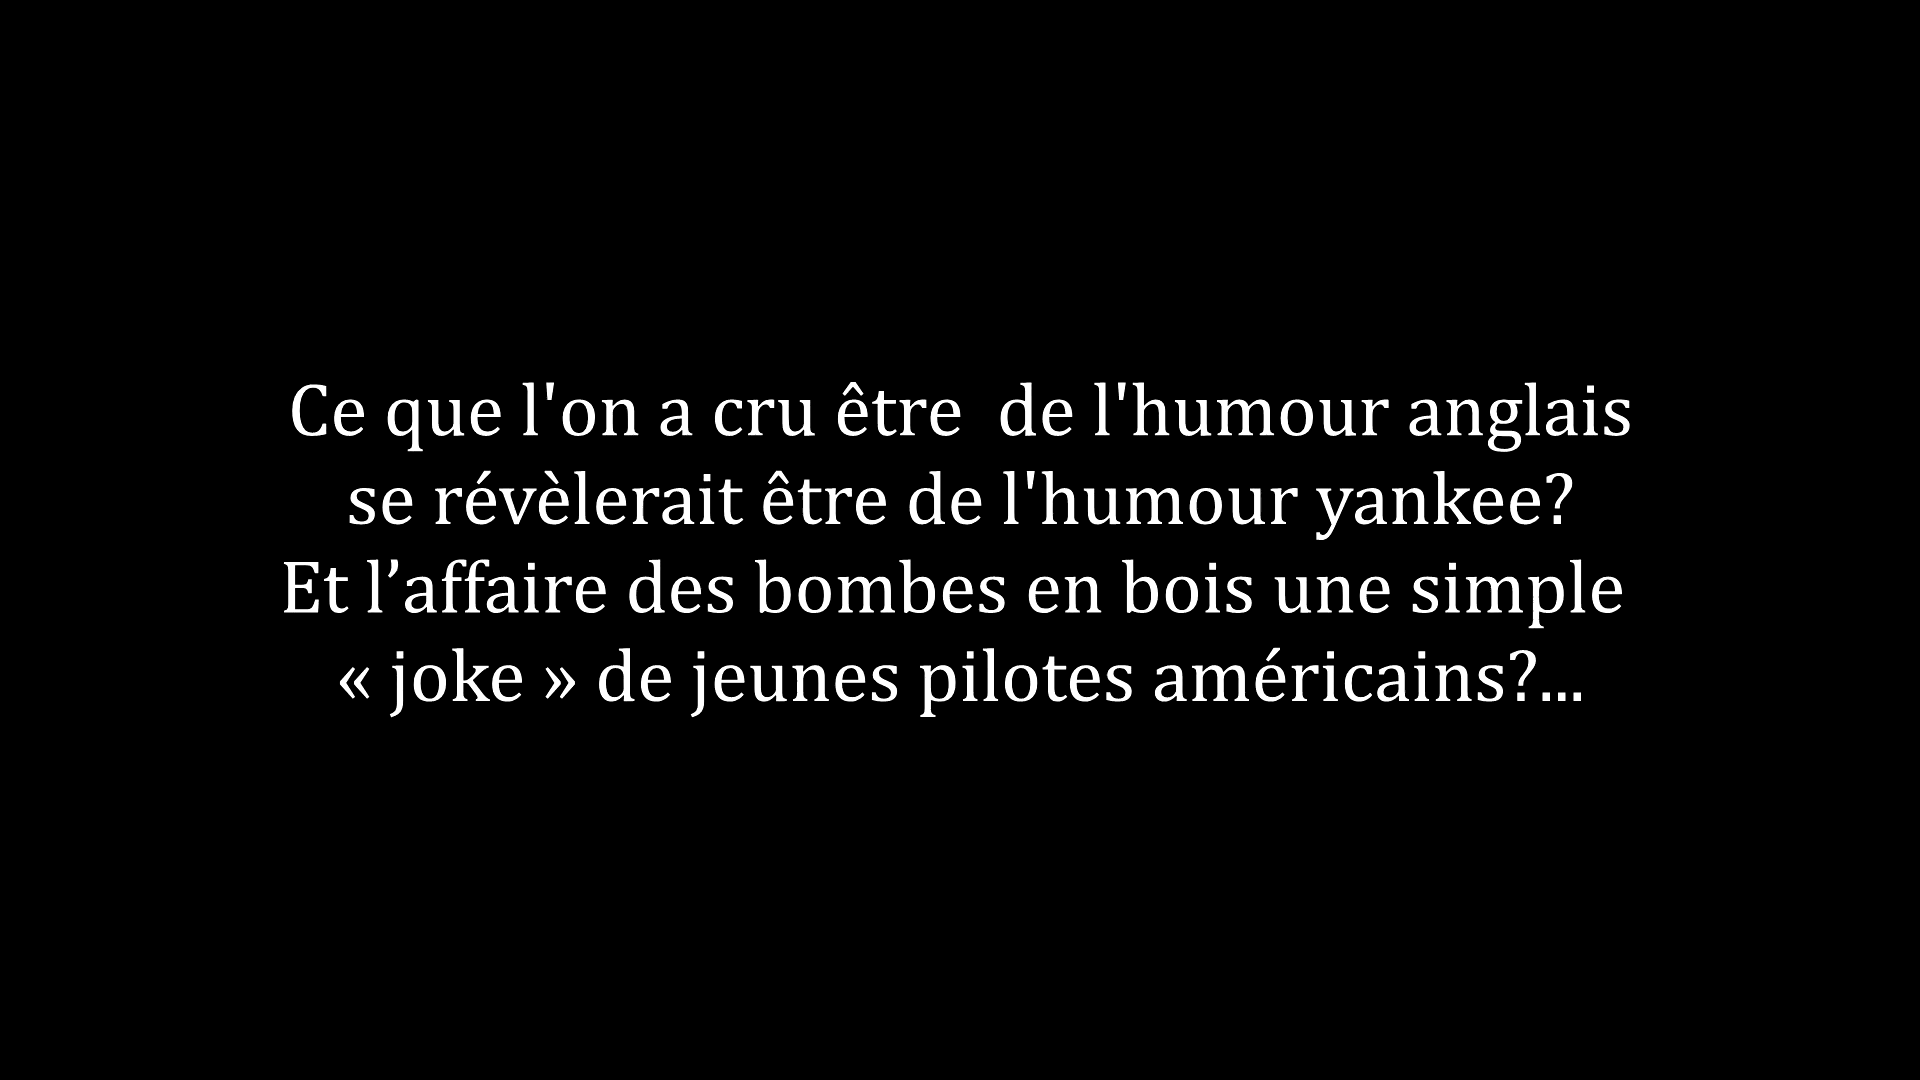 Ce que l'on a cru être  de l'humour anglais
se révèlerait être de l'humour yankee?
Et l’affaire des bombes en bois une simple
« joke » de jeunes pilotes américains?...